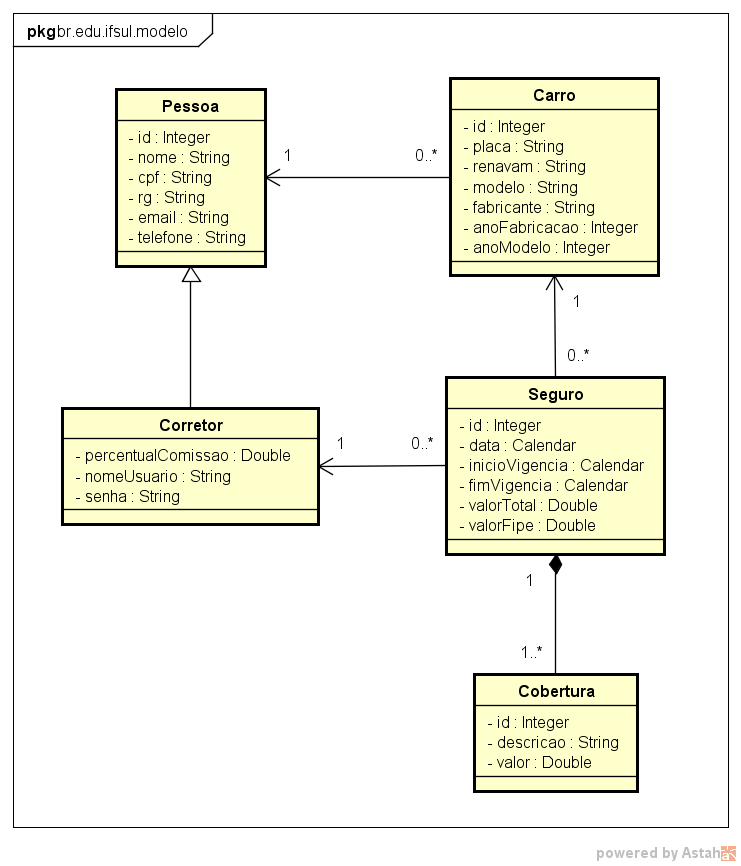 pkg br.edu.ifsul.modelo
Pessoa
- id : Integer
- nome : String
- cpf : String
- rg : String
- email : String
- telefone : String
1
0..*
Carro
- id : Integer
- placa : String
- renavam : String
- modelo : String
- fabricante : String
- anoFabricacao : Integer
- anoModelo : Integer
1
0..*
Corretor
- percentualComissao : Double
- nomeUsuario : String
- senha : String
1
0..*
Seguro
- id : Integer
- data : Calendar
- inicioVigencia : Calendar
- fimVigencia : Calendar
- valorTotal : Double
- valorFipe : Double
1
1..*
Cobertura
- id : Integer
- descricao : String
- valor : Double
powered by Astah